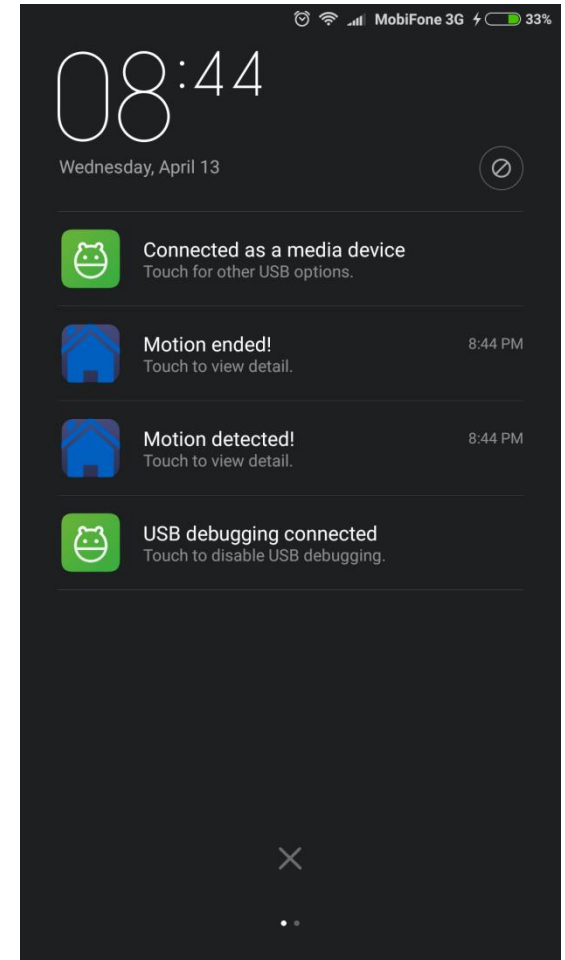 MobiFone 3G 33%
08:44
Wednesday, April 13
Connected as a media device
Touch for other USB options.
Motion ended! 8:44 PM
Touch to view detail.
Motion detected! 8:44 PM
Touch to view detail.
USB debugging connected
Touch to disable USB debugging.